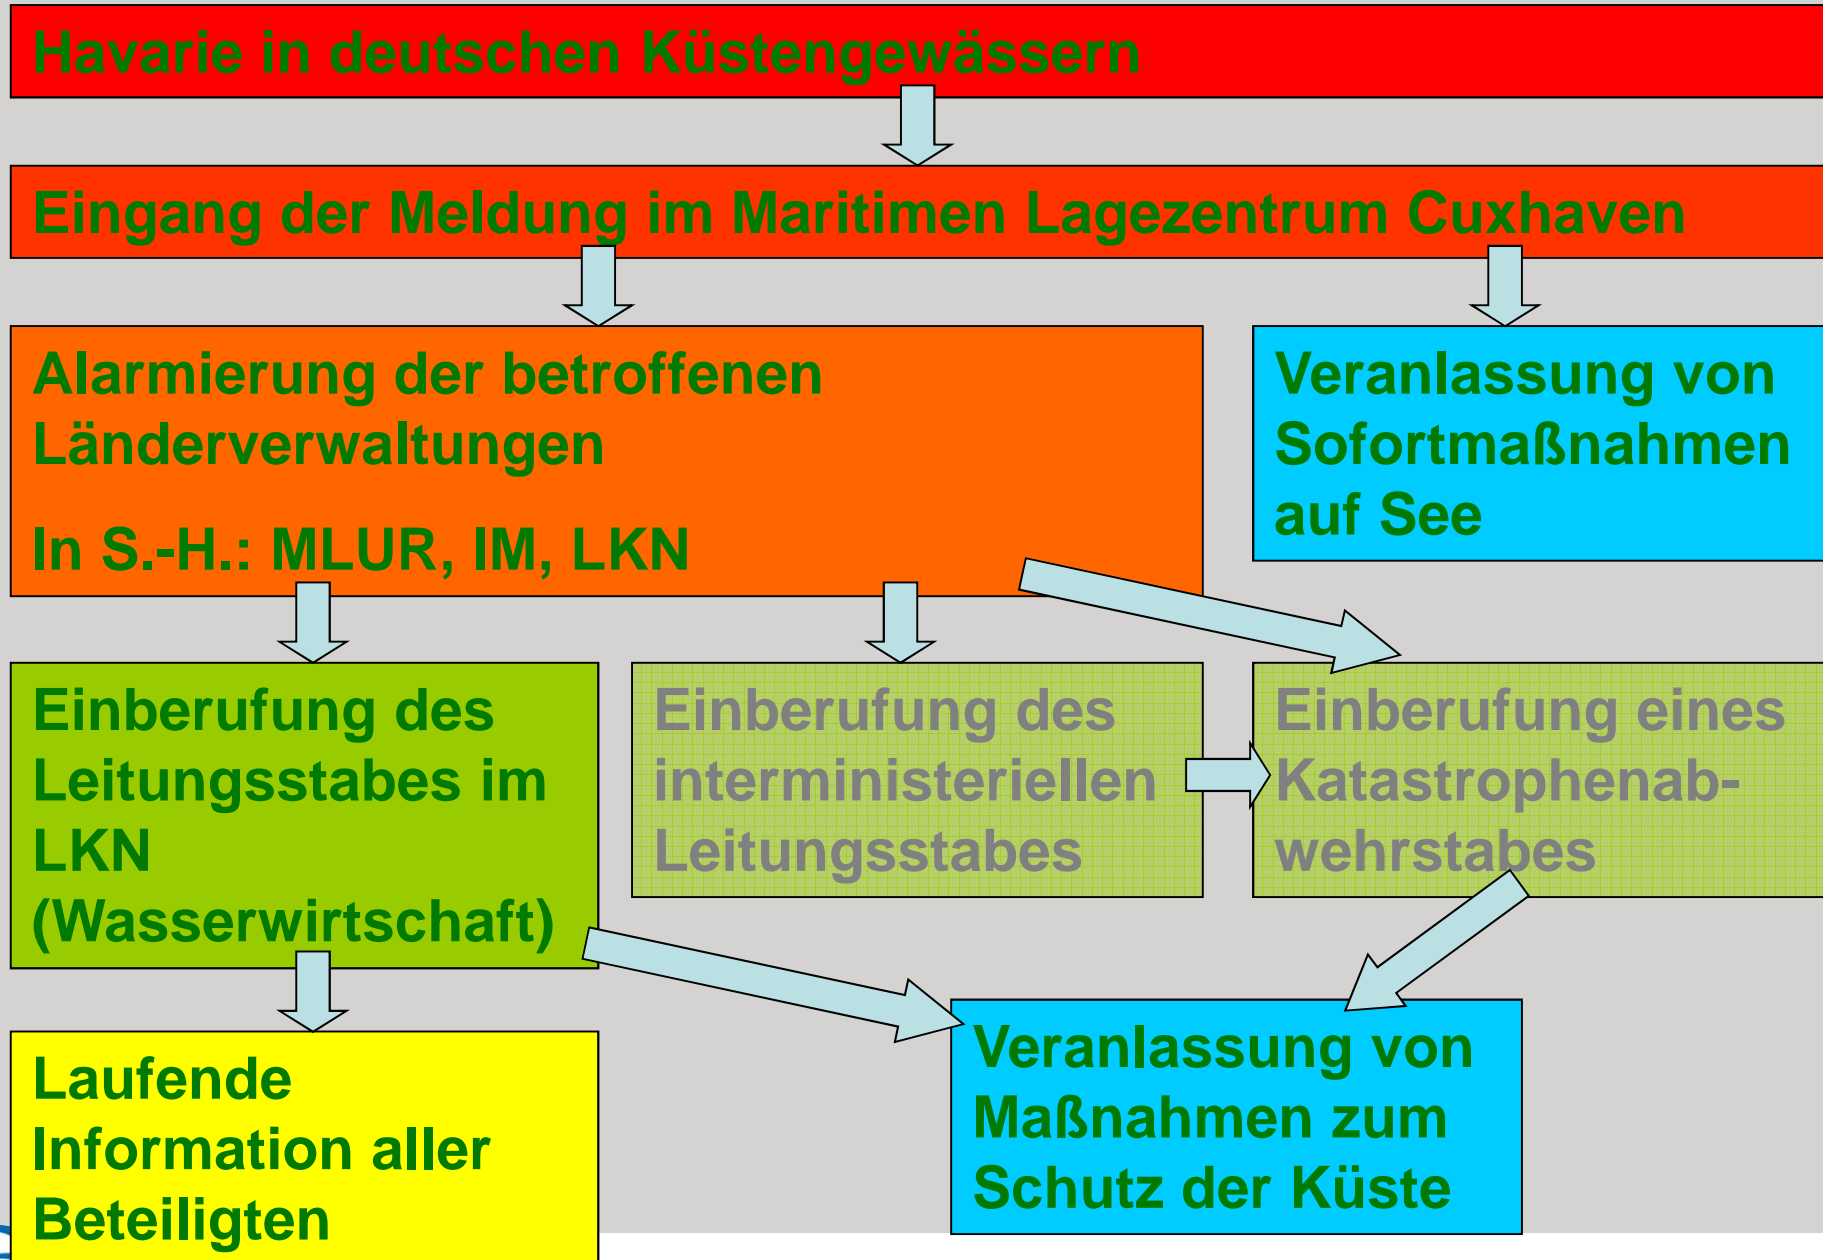 Havarie in deutschen Küstengewässern
Eingang der Meldung im Maritimen Lagezentrum Cuxhaven
Alarmierung der betroffenen
Länderverwaltungen
In S.-H.: MLUR, IM, LKN
Veranlassung von
Sofortmaßnahmen
auf See
Einberufung des
Leitungsstabes im
LKN
(Wasserwirtschaft)
Einberufung des
interministeriellen
Leitungsstabes
Einberufung eines
Katastrophenab-
wehrstabes
Laufende
Information aller
Beteiligten
Veranlassung von
Maßnahmen zum
Schutz der Küste